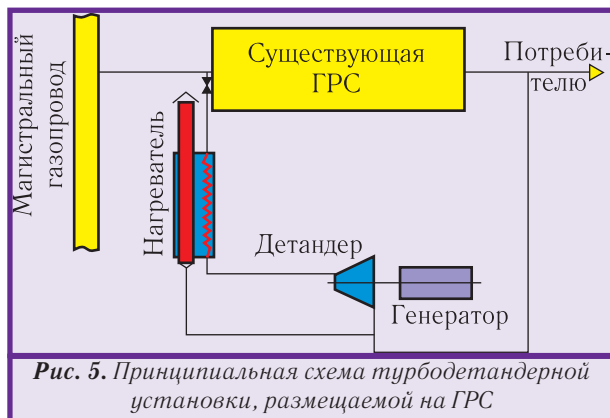 Магистральный
газопровод
Существующая
ГРС
Потреби-
телю
Нагреватель
Детандер
Генератор
Рис. 5. Принципиальная схема турбодетандерной
установки, размещаемой на ГРС